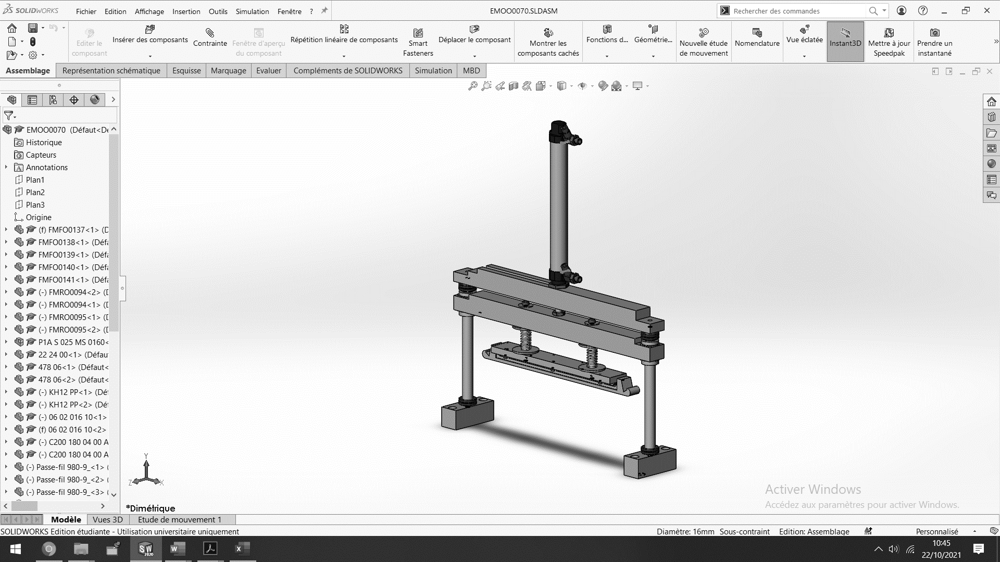 SOLIDWORKS
Fichier Edition Affichage Insertion Outils Simulation Fenêtre ?
EMOO0070.SLDASM
Rechercher des commandes
Editer le composant
Insérer des composants
Contrainte
Fenêtre d'aperçu du composant
Répétition linéaire de composants
Smart Fasteners
Déplacer le composant
Montrer les composants cachés
Fonctions d...
Géométrie...
Nouvelle étude de mouvement
Nomenclature
Vue éclatée
Instant3D
Mettre à jour Speedpak
Prendre un instantané
Assemblage Représentation schématique Esquisse Marquage Evaluer Compléments de SOLIDWORKS Simulation MBD
EMOO0070 (Défaut<De
Historique
Capteurs
Annotations
Plan1
Plan2
Plan3
Origine
(f) FMFO0137<1> (D
FMFO0138<1> (Défa
FMFO0139<1> (Défa
FMFO0140<1> (Défa
FMFO0141<1> (Défa
(-) FMRO0094<2> (D
(-) FMRO0094<1> (D
(-) FMRO0095<1> (D
(-) FMRO0095<2> (D
P1A S 025 MS 0160<
22 24 00<1> (Défau
478 06<1> (Défaut<
478 06<2> (Défaut<
(-) KH12 PP<1> (Déf
(-) KH12 PP<2> (Déf
(-) 06 02 016 10<1>
(f) 06 02 016 10<2>
(-) C200 180 04 00 A
(-) C200 180 04 00 A
(-) Passe-fil 980-9_<1> (
(-) Passe-fil 980-9_<2> (
(-) Passe-fil 980-9_<3> (
Y
Z X
*Dimétrique
Activer Windows
Accédez aux paramètres pour activer Windows.
Modèle Vues 3D Etude de mouvement 1
SOLIDWORKS Edition étudiante - Utilisation universitaire uniquement
Diamètre: 16mm Sous-contraint Edition: Assemblage Personnalisé
SW 2020
10:45
22/10/2021